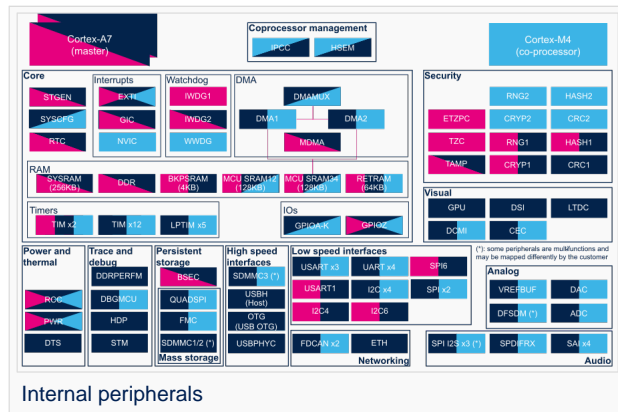 Cortex-A7
(master)
Coprocessor management
IPCC
HSEM
Cortex-M4
(co-processor)
Core
STGEN
SYSCFG
RTC
Interrupts
EXTI
GIC
NVIC
Watchdog
IWDG1
IWDG2
WWDG
DMA
DMAMUX
DMA1
DMA2
MDMA
RAM
SYSRAM
(256KB)
DDR
BKPSRAM
(4KB)
MCU SRAM12
(128KB)
MCU SRAM34
(128KB)
RETRAM
(64KB)
Timers
TIM x2
TIM x12
LPTIM x5
IOs
GPIOA-K
GPIOZ
Security
RNG2
HASH2
ETZPC
CRYP2
CRC2
TZC
RNG1
HASH1
TAMP
CRYP1
CRC1
Visual
GPU
DSI
LTDC
DCMI
CEC
(*): some peripherals are multifunctions and
may be mapped differently by the customer
Power and
thermal
ROC
PWR
DTS
Trace and
debug
DDRPERFM
DBGMCU
HDP
STM
Persistent
storage
BSEC
QUADSPI
FMC
SDMMC1/2 (*)
Mass storage
High speed
interfaces
SDMMC3 (*)
USBH
(Host)
OTG
(USB OTG)
USBPHYC
Low speed interfaces
USART x3
UART x4
SPI6
USART1
I2C x4
SPI x2
I2C4
I2C6
FDCAN x2
ETH
Networking
Analog
VREFBUF
DAC
DFSDM (*)
ADC
SPI I2S x3 (*)
SPDIFRX
SAI x4
Audio
Internal peripherals